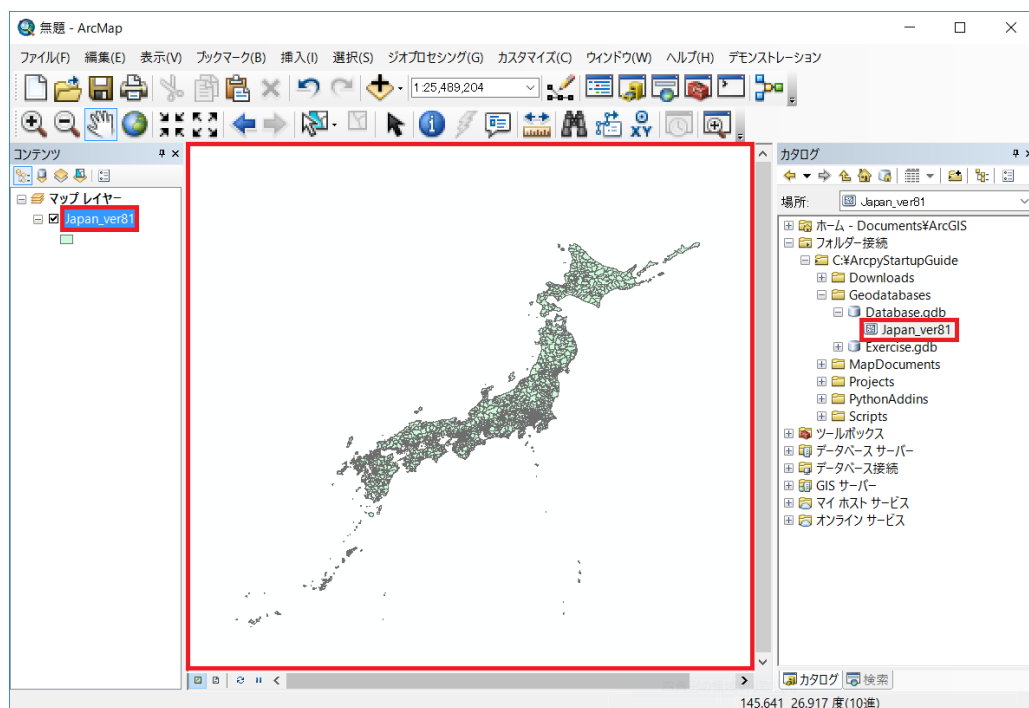 無題 - ArcMap
ファイル(F) 編集(E) 表示(V) ブックマーク(B) 挿入(I) 選択(S) ジオプロセシング(G) カスタマイズ(C) ウィンドウ(W) ヘルプ(H) デモンストレーション
1:25,489,204
XY
コンテンツ
マップ レイヤー
Japan_ver81
カタログ
場所: Japan_ver81
ホーム - Documents¥ArcGIS
フォルダー接続
C:¥ArcpyStartupGuide
Downloads
Geodatabases
Database.gdb
Japan_ver81
Exercise.gdb
MapDocuments
Projects
PythonAddins
Scripts
ツールボックス
データベース サーバー
データベース接続
GIS サーバー
マイ ホスト サービス
オンライン サービス
カタログ 検索
145.641 26.917 度(10進)